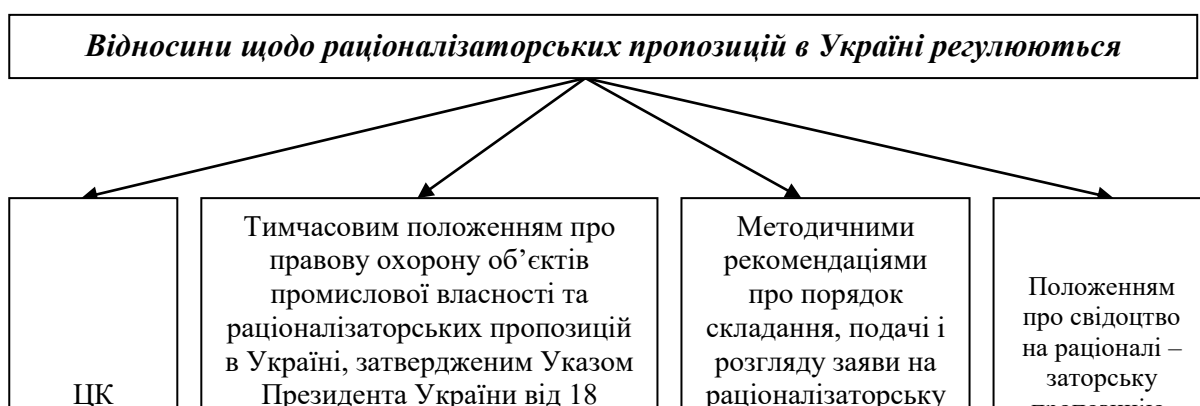 Відносини щодо раціоналізаторських пропозицій в Україні регулюються
ЦК
Тимчасовим положенням про
правову охорону об’єктів
промислової власності та
раціоналізаторських пропозицій
в Україні, затвердженим Указом
Президента України від 18
Методичними
рекомендаціями
про порядок
складання, подачі і
розгляду заяви на
раціоналізаторську
Положенням
про свідоцтво
на раціоналі –
заторську